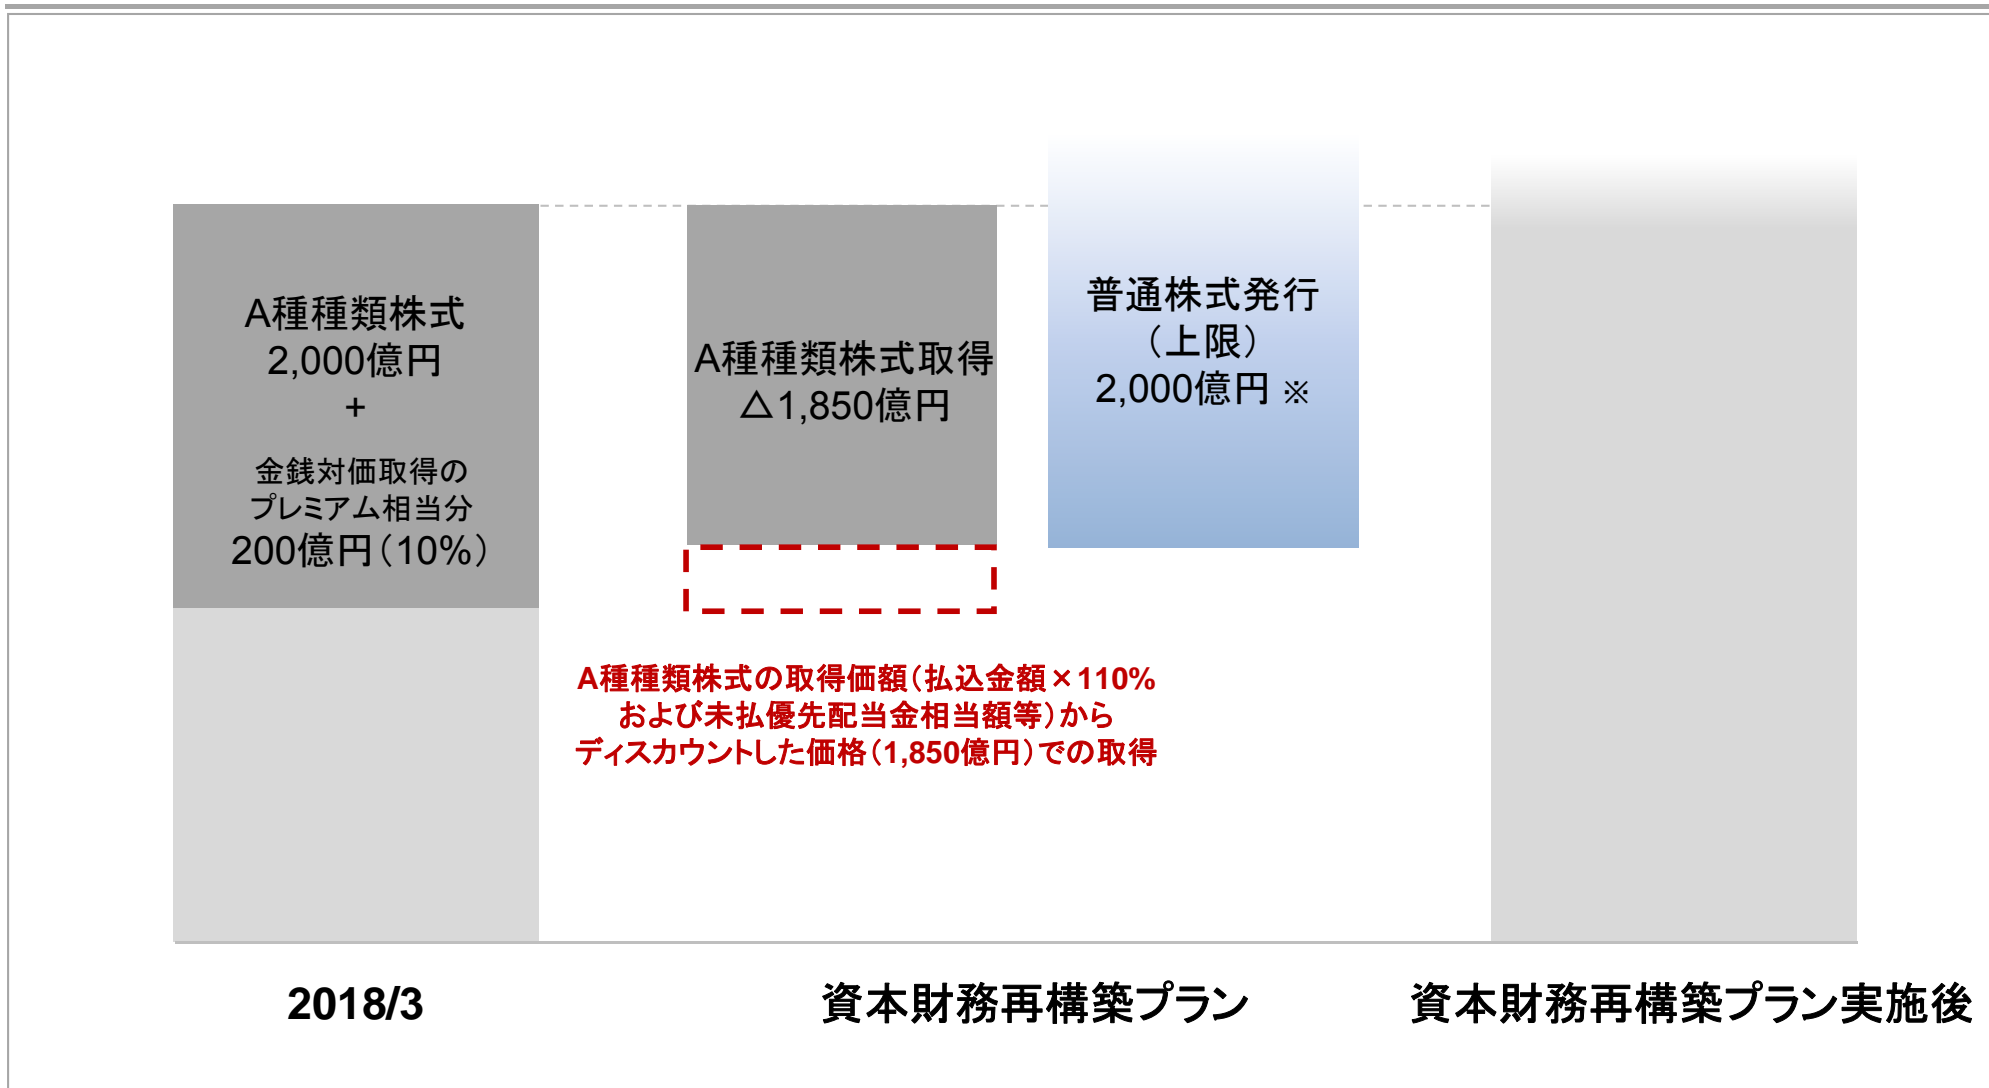 A種種類株式
2,000億円
+
金銭対価取得の
プレミアム相当分
200億円（10%）
A種種類株式取得
△1,850億円
普通株式発行
（上限）
2,000億円 ※
A種種類株式の取得価額（払込金額×110%
および未払優先配当金相当額等）から
ディスカウントした価格（1,850億円）での取得
2018/3
資本財務再構築プラン
資本財務再構築プラン実施後